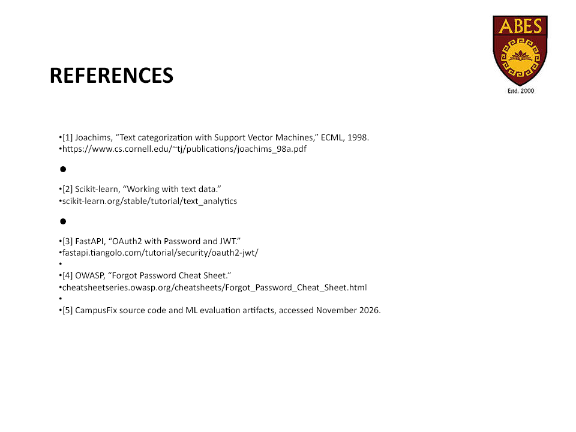 ABES
Estd. 2000
REFERENCES
•[1] Joachims, “Text categorization with Support Vector Machines,” ECML, 1998.
•https://www.cs.cornell.edu/~tj/publications/joachims_98a.pdf
•
•[2] Scikit-learn, “Working with text data.”
•scikit-learn.org/stable/tutorial/text_analytics
•
•[3] FastAPI, “OAuth2 with Password and JWT.”
•fastapi.tiangolo.com/tutorial/security/oauth2-jwt/
•
•[4] OWASP, “Forgot Password Cheat Sheet.”
•cheatsheetseries.owasp.org/cheatsheets/Forgot_Password_Cheat_Sheet.html
•
•[5] CampusFix source code and ML evaluation artifacts, accessed November 2026.